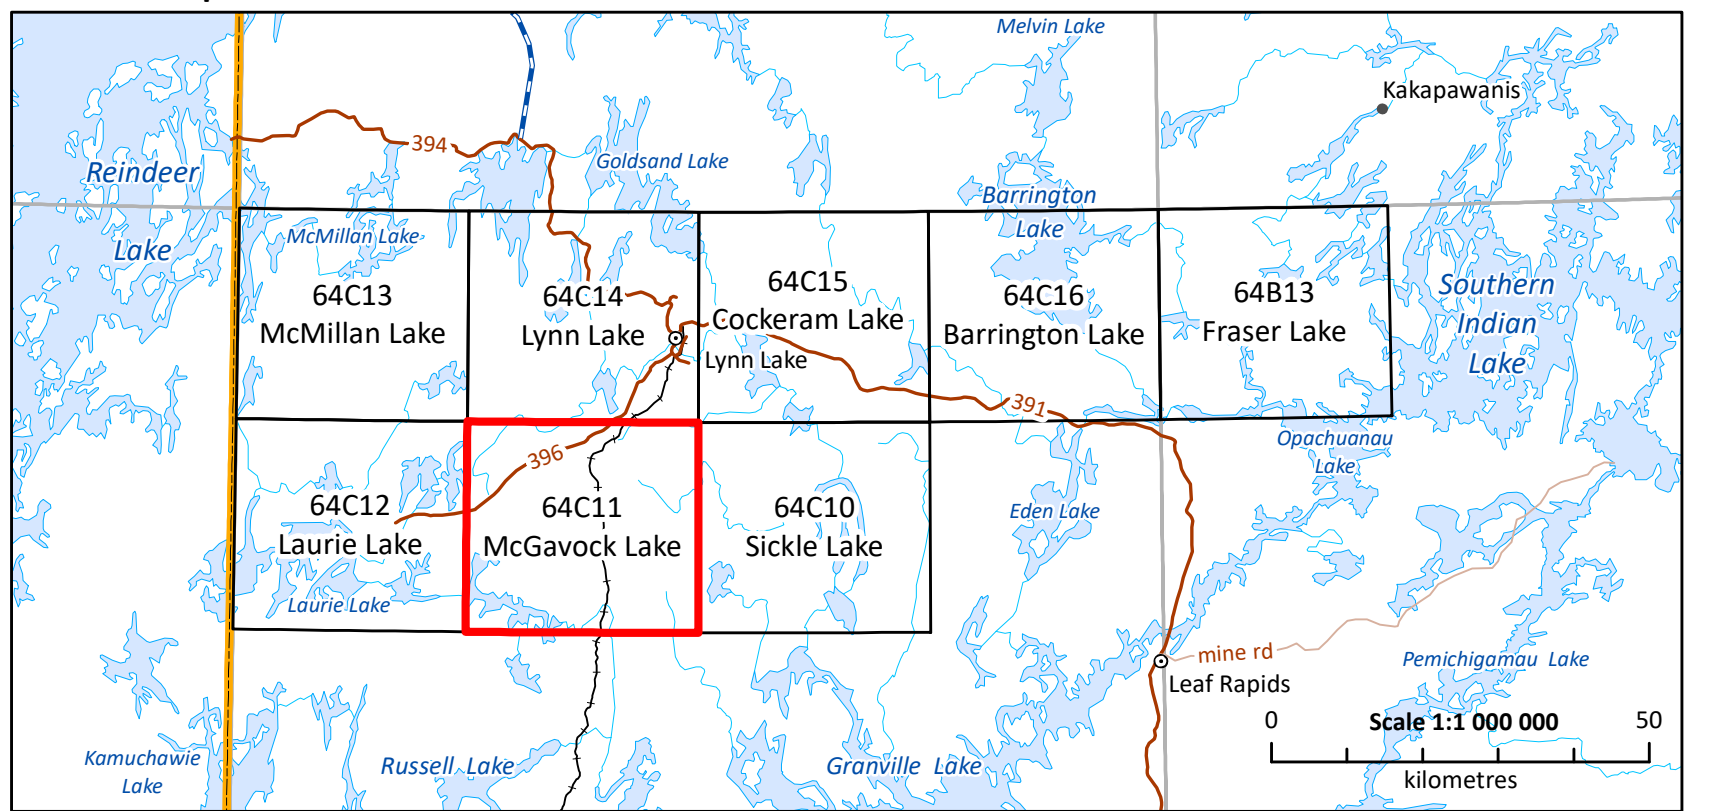 Melvin Lake
Kakapawanis
394
Goldsand Lake
Reindeer
Lake
Barrington
Lake
McMillan Lake
64C13
McMillan Lake
64C14
Lynn Lake
64C15
Cockeram Lake
64C16
Barrington Lake
64B13
Fraser Lake
Southern
Indian
Lake
Lynn Lake
391
396
Opachuanau
Lake
64C12
Laurie Lake
64C11
McGavock Lake
64C10
Sickle Lake
Eden Lake
Laurie Lake
mine rd
Pemichigamau Lake
Leaf Rapids
0
Scale 1:1 000 000
50
kilometres
Kamuchawie
Lake
Russell Lake
Granville Lake